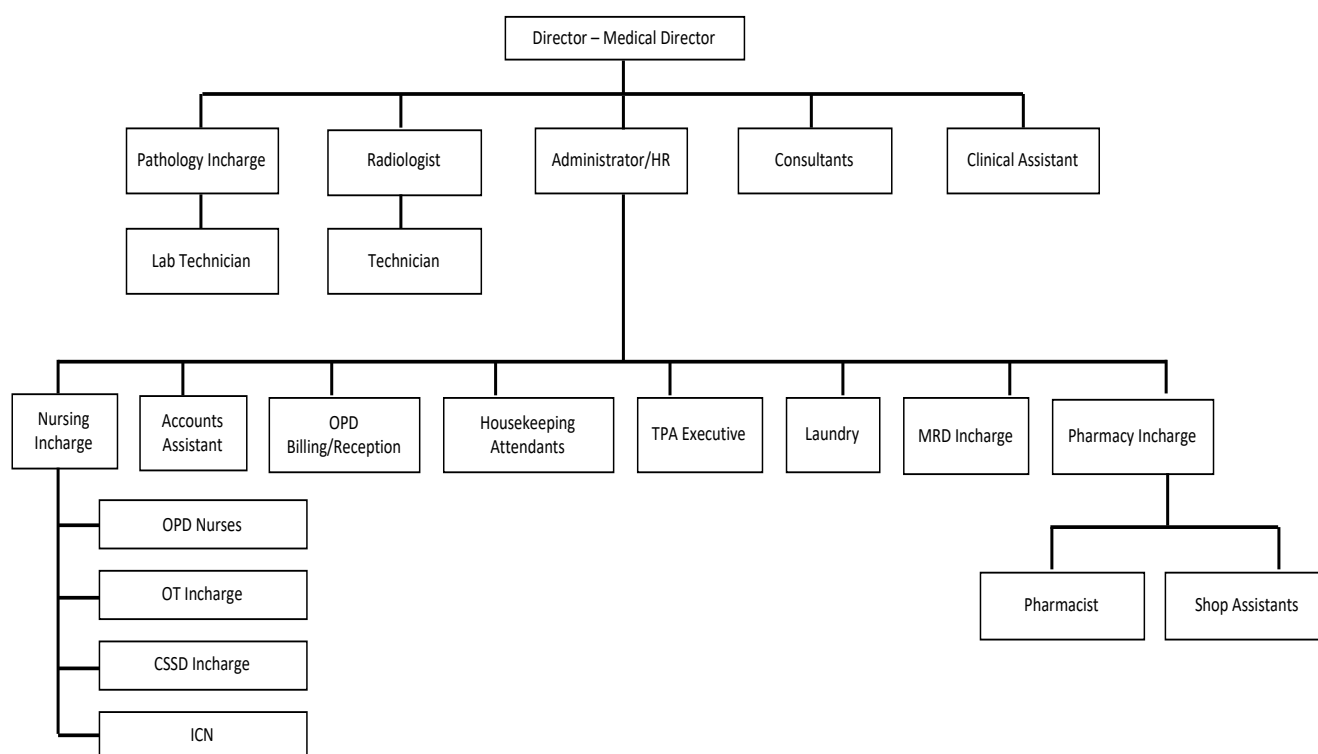 Director – Medical Director
Pathology Incharge
Radiologist
Administrator/HR
Consultants
Clinical Assistant
Lab Technician
Technician
Nursing
Incharge
Accounts
Assistant
OPD
Billing/Reception
Housekeeping
Attendants
TPA Executive
Laundry
MRD Incharge
Pharmacy Incharge
OPD Nurses
OT Incharge
CSSD Incharge
ICN
Pharmacist
Shop Assistants